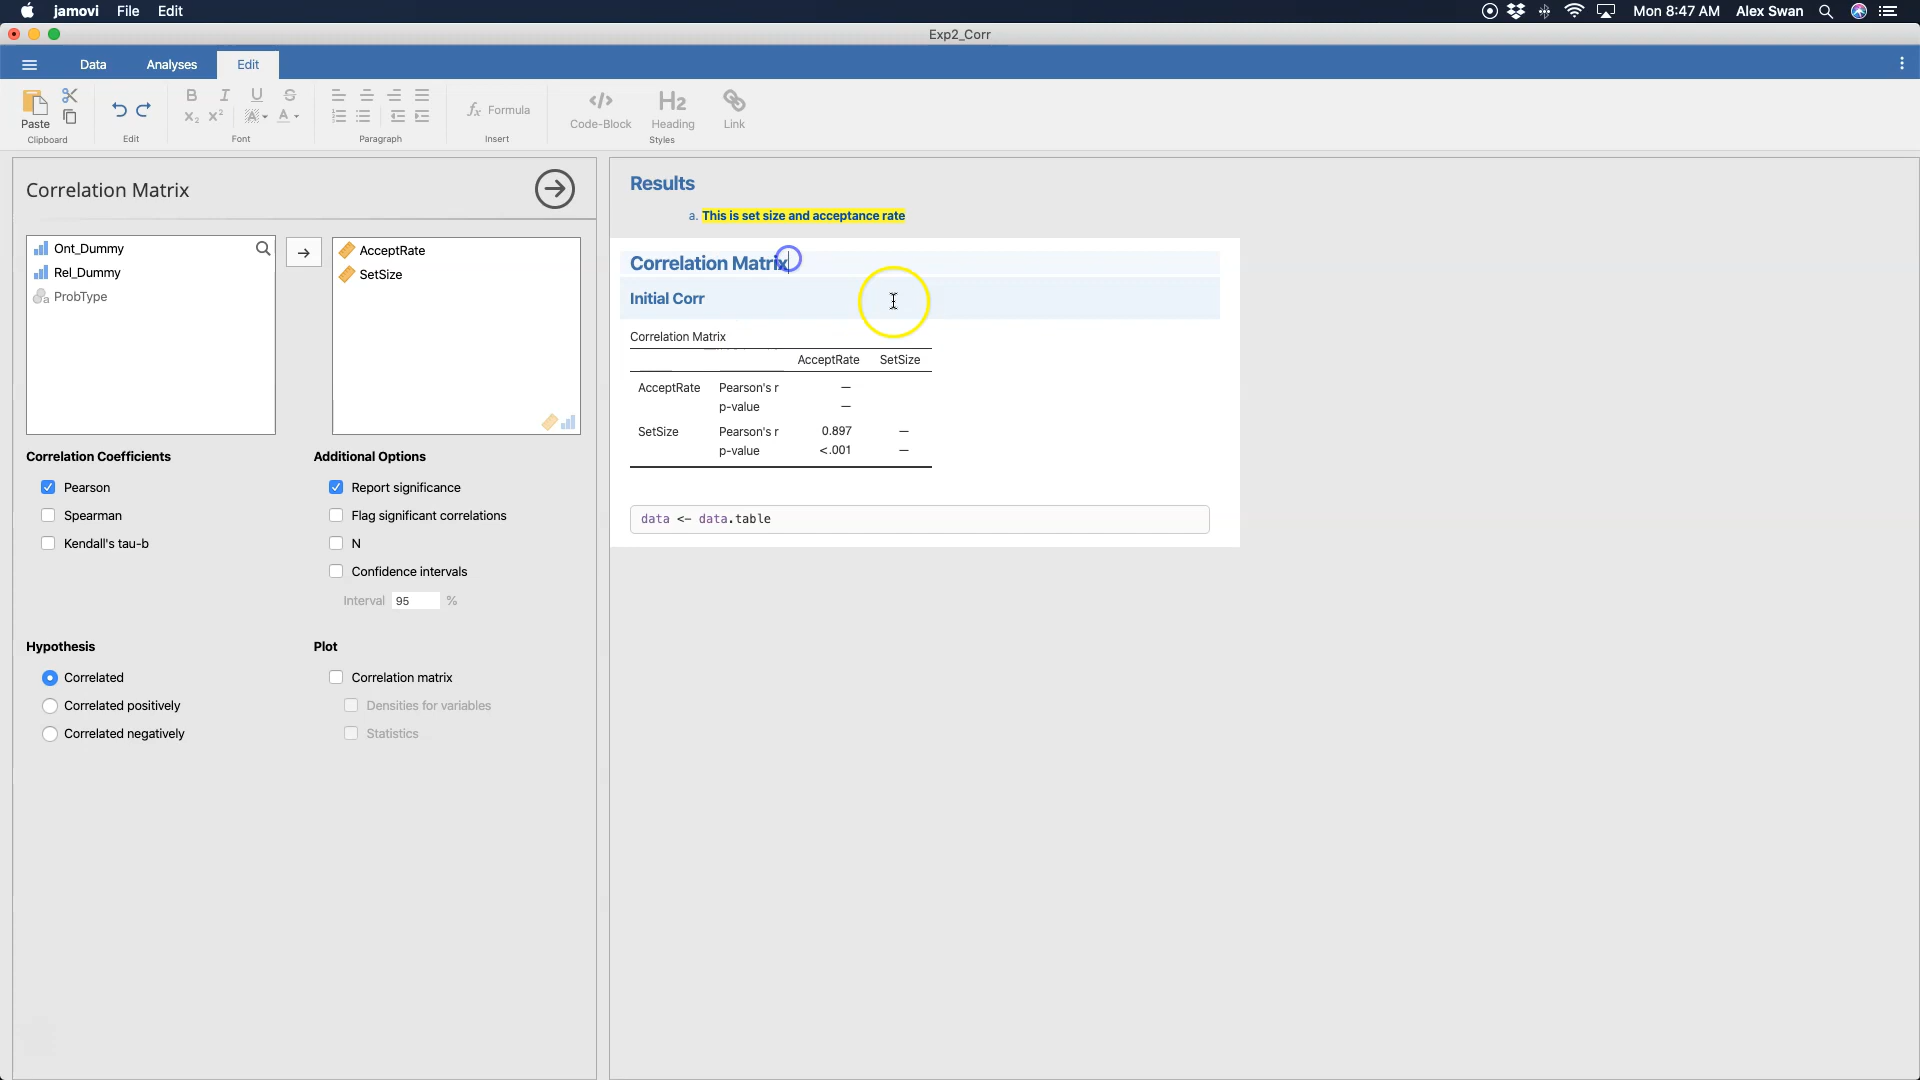 jamovi File Edit
Mon 8:47 AM Alex Swan
Exp2_Corr
Data Analyses Edit
Paste
Clipboard
Edit
B I U S
X₂ X² A A
Font
Paragraph
fx Formula
Insert
</> Code-Block
H2 Heading
Link
Styles
Correlation Matrix
Ont_Dummy
Rel_Dummy
ProbType
AcceptRate
SetSize
Correlation Coefficients
Pearson
Spearman
Kendall's tau-b
Additional Options
Report significance
Flag significant correlations
N
Confidence intervals
Interval 95 %
Hypothesis
Correlated
Correlated positively
Correlated negatively
Plot
Correlation matrix
Densities for variables
Statistics
Results
a. This is set size and acceptance rate
Correlation Matrix
Initial Corr
Correlation Matrix
AcceptRate SetSize
AcceptRate Pearson's r —
p-value —
SetSize Pearson's r 0.897 —
p-value <.001 —
data <- data.table